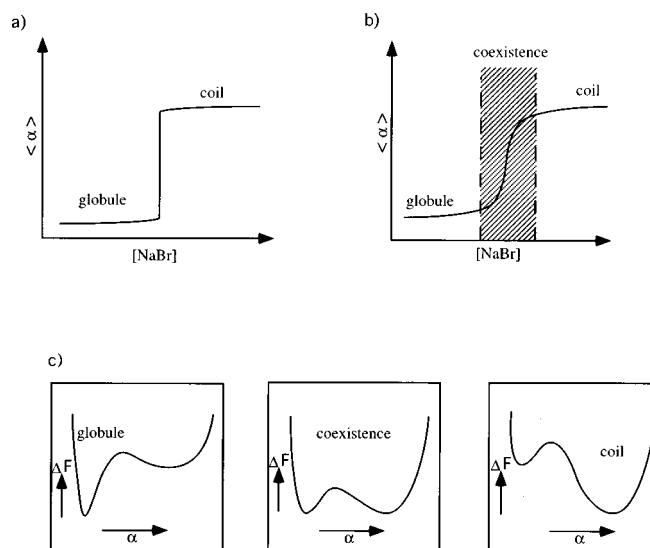 a)
coil
< α >
globule
[NaBr]
b)
coexistence
coil
< α >
globule
[NaBr]
c)
globule
ΔF
α
coexistence
ΔF
α
coil
ΔF
α